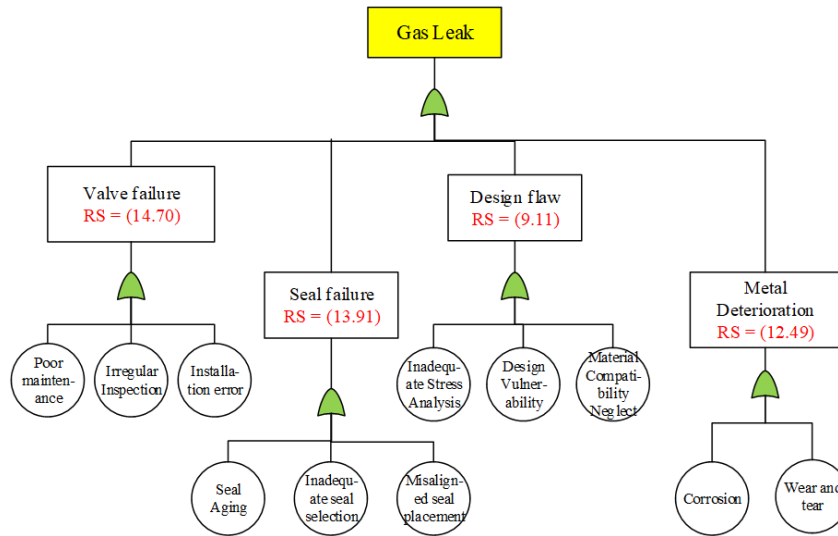 Gas Leak
Valve failure
RS = (14.70)
Design flaw
RS = (9.11)
Seal failure
RS = (13.91)
Metal
Deterioration
RS = (12.49)
Poor
mainten-
ance
Irregular
Inspection
Installa-
tion error
Inadequ-
ate Stress
Analysis
Design
Vulner-
ability
Material
Compati-
bility
Neglect
Seal
Aging
Inadequ-
ate seal
selection
Misalign-
ed seal
placement
Corrosion
Wear and
tear